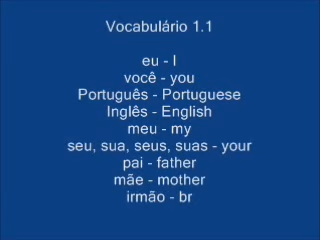 Vocabulário 1.1
eu - I
você - you
Português - Portuguese
Inglês - English
meu - my
seu, sua, seus, suas - your
pai - father
mãe - mother
irmão - br